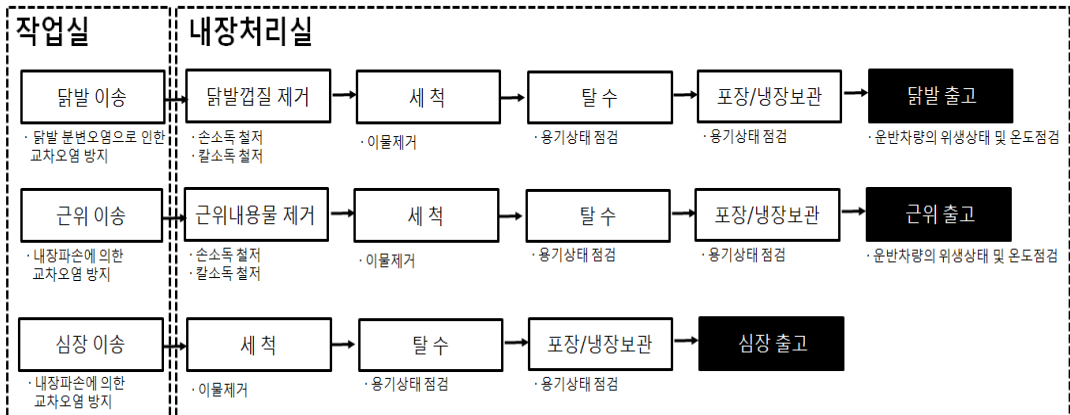 작업실
내장처리실
닭발 이송
닭발껍질 제거
세 척
탈 수
포장/냉장보관
닭발 출고
· 닭발 분변오염으로 인한
교차오염 방지
· 손소독 철저
· 칼소독 철저
· 이물제거
· 용기상태 점검
· 용기상태 점검
· 운반차량의 위생상태 및 온도점검
근위 이송
근위내용물 제거
세 척
탈 수
포장/냉장보관
근위 출고
· 내장파손에 의한
교차오염 방지
· 손소독 철저
· 칼소독 철저
· 이물제거
· 용기상태 점검
· 용기상태 점검
· 운반차량의 위생상태 및 온도점검
심장 이송
세 척
탈 수
포장/냉장보관
심장 출고
· 내장파손에 의한
교차오염 방지
· 이물제거
· 용기상태 점검
· 용기상태 점검